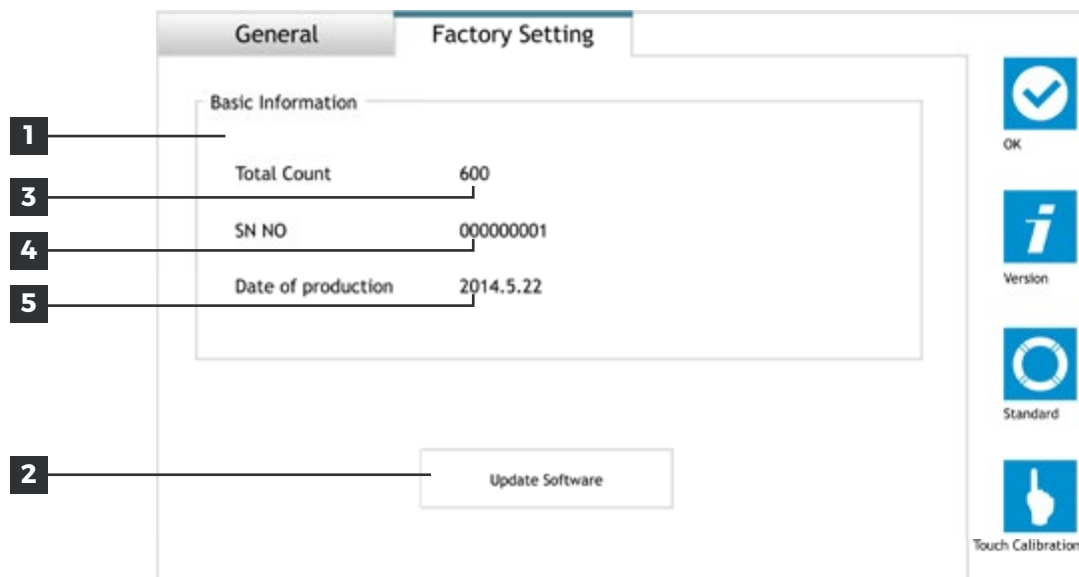 General Factory Setting
Basic Information
1
OK
Total Count 600
3
SN NO 000000001
4
Version
Date of production 2014.5.22
5
Standard
2
Update Software
Touch Calibration